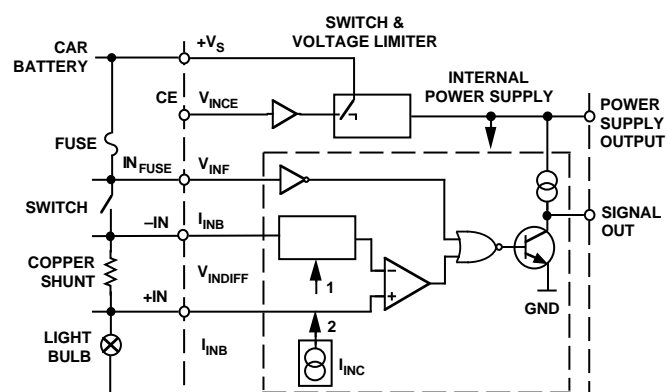 SWITCH &
VOLTAGE LIMITER
CAR
BATTERY
+VS
INTERNAL
POWER SUPPLY
CE
VINCE
POWER
SUPPLY
OUTPUT
FUSE
INFUSE
VINF
SWITCH
SIGNAL
OUT
–IN
IINB
COPPER
SHUNT
VINDIFF
1
–
+
GND
+IN
2
LIGHT
BULB
IINB
IINC